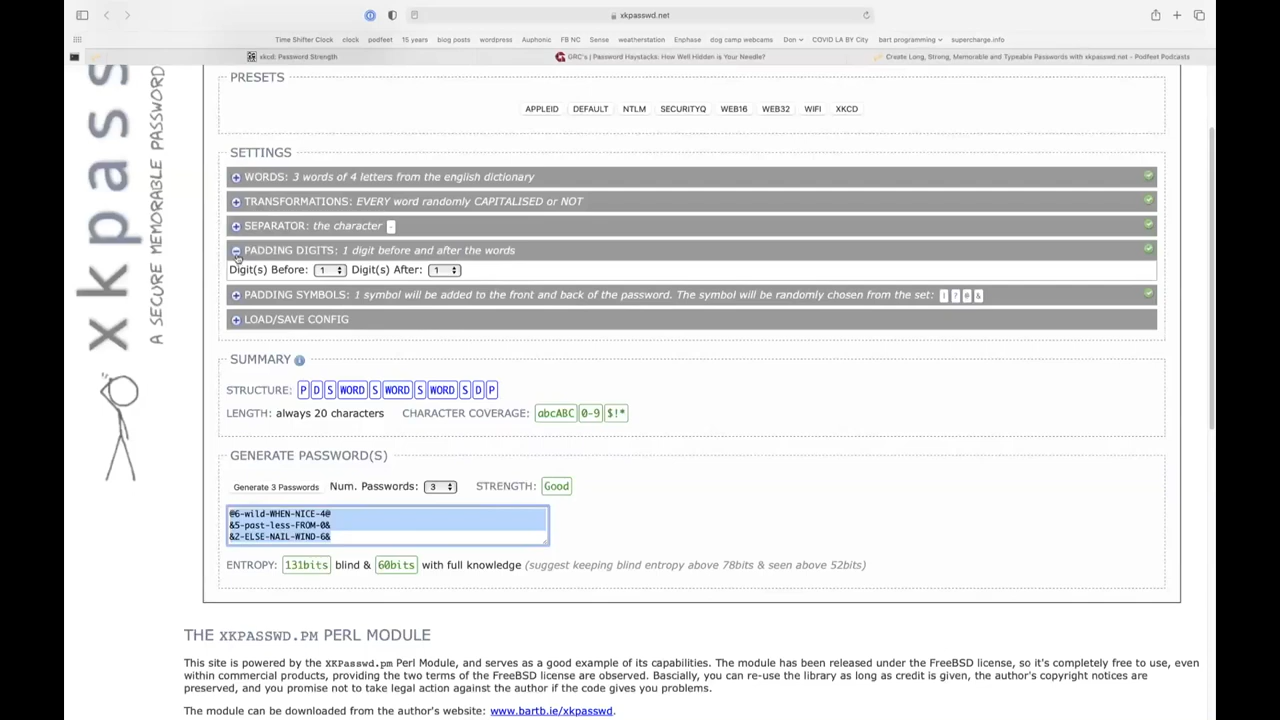 xkpasswd.net
Time Shifter Clock clock podfeet 15 years blog posts wordpress Auphonic FB NC Sense weatherstation Enphase dog camp webcams Don COVID LA BY City bart programming supercharge.info
xkcd: Password Strength GRC's | Password Haystacks: How Well Hidden is Your Needle? Create Long, Strong, Memorable and Typeable Passwords with xkpasswd.net - Podfeet Podcasts
xkpass
A SECURE MEMORABLE PASSWORD
PRESETS
APPLEID DEFAULT NTLM SECURITYQ WEB16 WEB32 WIFI XKCD
SETTINGS
WORDS: 3 words of 4 letters from the english dictionary
TRANSFORMATIONS: EVERY word randomly CAPITALISED or NOT
SEPARATOR: the character -
PADDING DIGITS: 1 digit before and after the words
Digit(s) Before: 1 Digit(s) After: 1
PADDING SYMBOLS: 1 symbol will be added to the front and back of the password. The symbol will be randomly chosen from the set: ! ? @ &
LOAD/SAVE CONFIG
SUMMARY
STRUCTURE: P D S WORD S WORD S WORD S D P
LENGTH: always 20 characters CHARACTER COVERAGE: abcABC 0-9 $!*
GENERATE PASSWORD(S)
Generate 3 Passwords Num. Passwords: 3 STRENGTH: Good
@6-wild-WHEN-NICE-4@
&5-past-less-FROM-0&
&2-ELSE-NAIL-WIND-6&
ENTROPY: 131bits blind & 60bits with full knowledge (suggest keeping blind entropy above 78bits & seen above 52bits)
THE XKPASSWD.PM PERL MODULE
This site is powered by the XKPasswd.pm Perl Module, and serves as a good example of its capabilities. The module has been released under the FreeBSD license, so it's completely free to use, even
within commercial products, providing the two terms of the FreeBSD license are observed. Bascially, you can re-use the library as long as credit is given, the author's copyright notices are
preserved, and you promise not to take legal action against the author if the code gives you problems.
The module can be downloaded from the author's website: www.bartb.ie/xkpasswd.